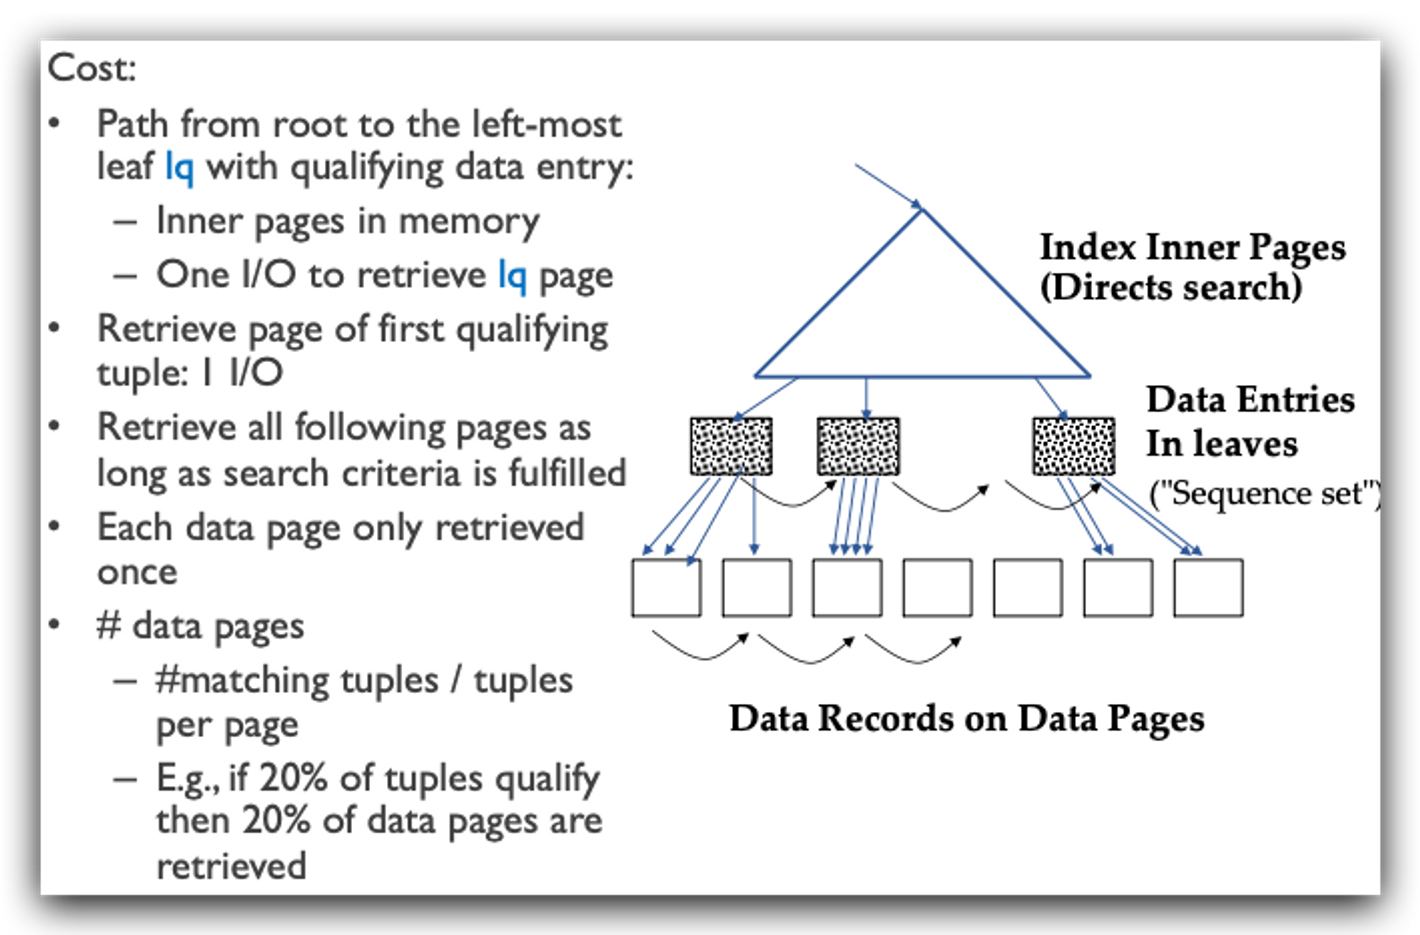 Cost:
• Path from root to the left-most
leaf lq with qualifying data entry:
– Inner pages in memory
– One I/O to retrieve lq page
• Retrieve page of first qualifying
tuple: 1 I/O
• Retrieve all following pages as
long as search criteria is fulfilled
• Each data page only retrieved
once
• # data pages
– #matching tuples / tuples
per page
– E.g., if 20% of tuples qualify
then 20% of data pages are
retrieved
Index Inner Pages
(Directs search)
Data Entries
In leaves
("Sequence set")
Data Records on Data Pages